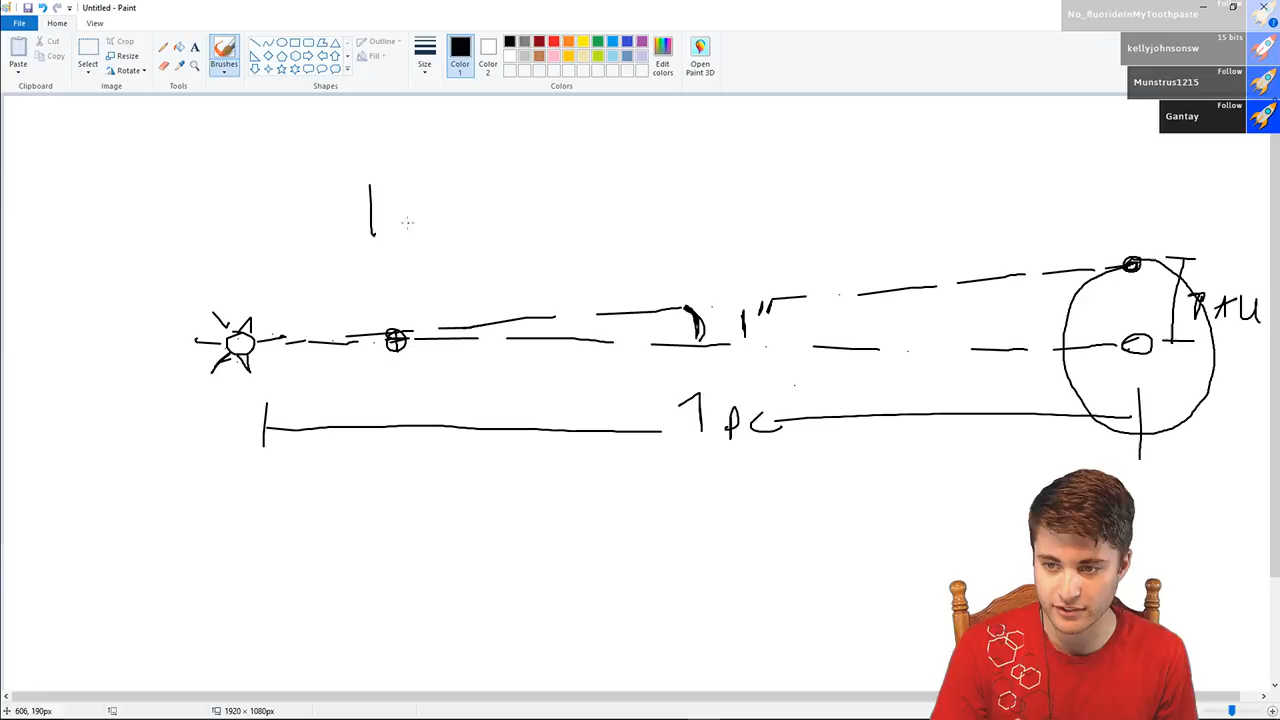 Untitled - Paint
File Home View
Paste
Cut
Copy
Clipboard
Select
Crop
Resize
Rotate
Image
A
Tools
Brushes
Outline
Fill
Shapes
Size
Color 1
Color 2
Edit colors
Colors
Open Paint 3D
Follow
No_fluorideInMyToothpaste
15 bits
kellyjohnsonsw
Follow
Munstrus1215
Follow
Gantay
1"
1 AU
1 pc
606, 190px
1920 × 1080px